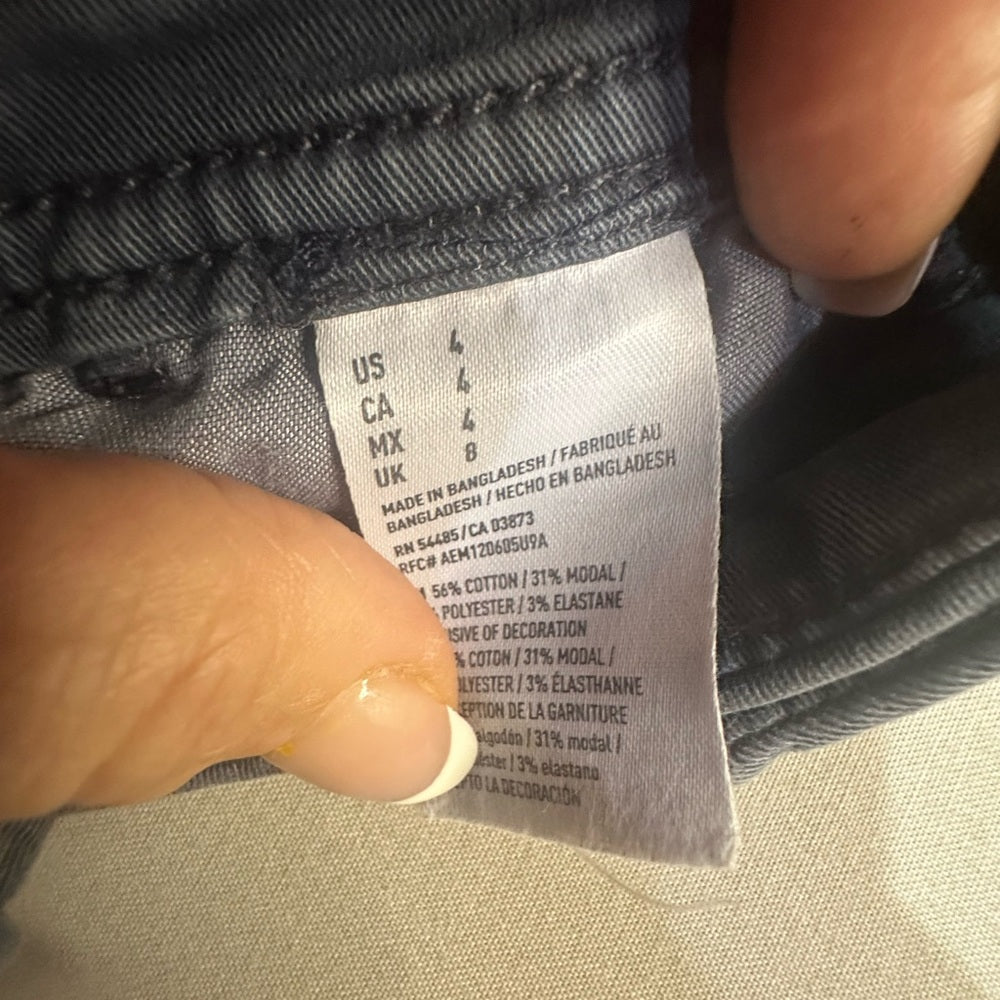 US 4
CA 4
MX 4
UK 8
MADE IN BANGLADESH / FABRIQUÉ AU
BANGLADESH / HECHO EN BANGLADESH
RN 54485 / CA 03873
RFC# AEM120605U9A
56% COTTON / 31% MODAL /
POLYESTER / 3% ELASTANE
OF DECORATION
% COTON / 31% MODAL /
/ 3% ÉLASTHANNE
DE LA GARNITURE
algodón / 31% modal /
/ 3% elastano
LA DECORACIÓN